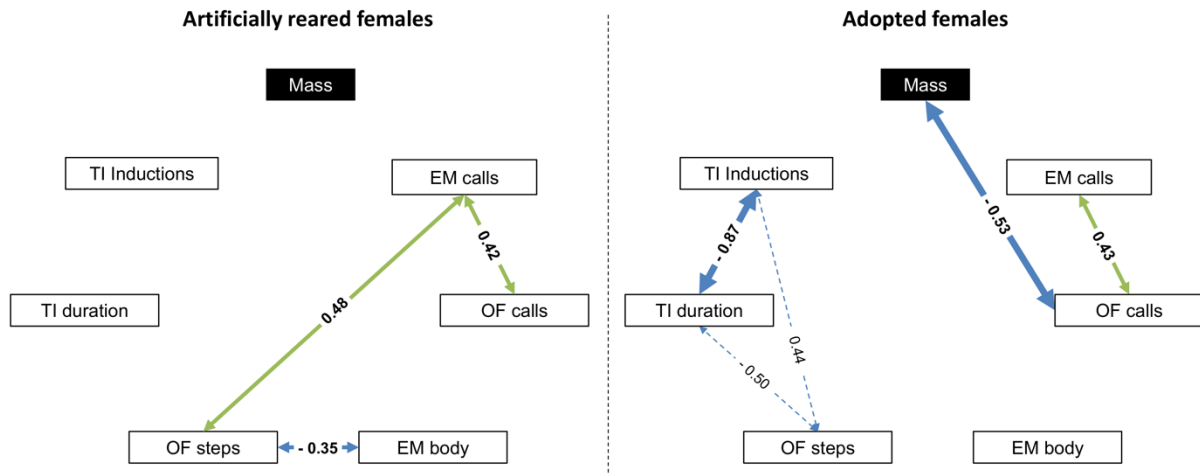 Artificially reared females
Mass
TI Inductions
EM calls
0.42
0.48
TI duration
OF calls
OF steps
- 0.35
EM body
Adopted females
Mass
TI Inductions
EM calls
- 0.53
- 0.87
0.43
TI duration
OF calls
0.44
- 0.50
OF steps
EM body